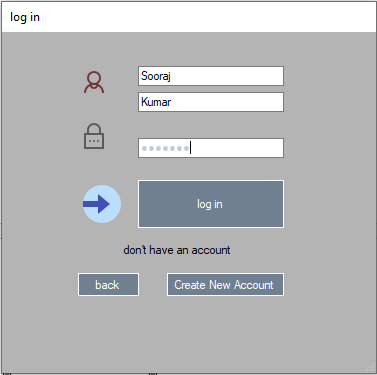 log in
Sooraj
Kumar
log in
don't have an account
back
Create New Account